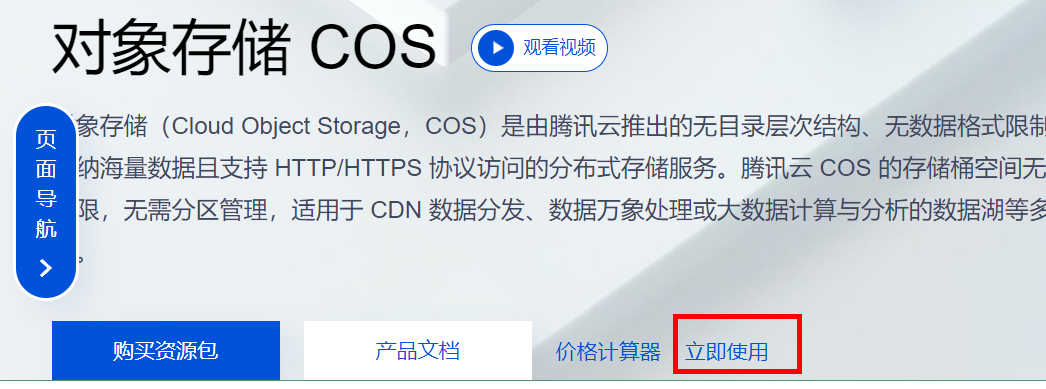 对象存储 COS
观看视频
象存储（Cloud Object Storage，COS）是由腾讯云推出的无目录层次结构、无数据格式限制
纳海量数据且支持 HTTP/HTTPS 协议访问的分布式存储服务。腾讯云 COS 的存储桶空间无
限，无需分区管理，适用于 CDN 数据分发、数据万象处理或大数据计算与分析的数据湖等多
。
页面导航
购买资源包
产品文档
价格计算器
立即使用